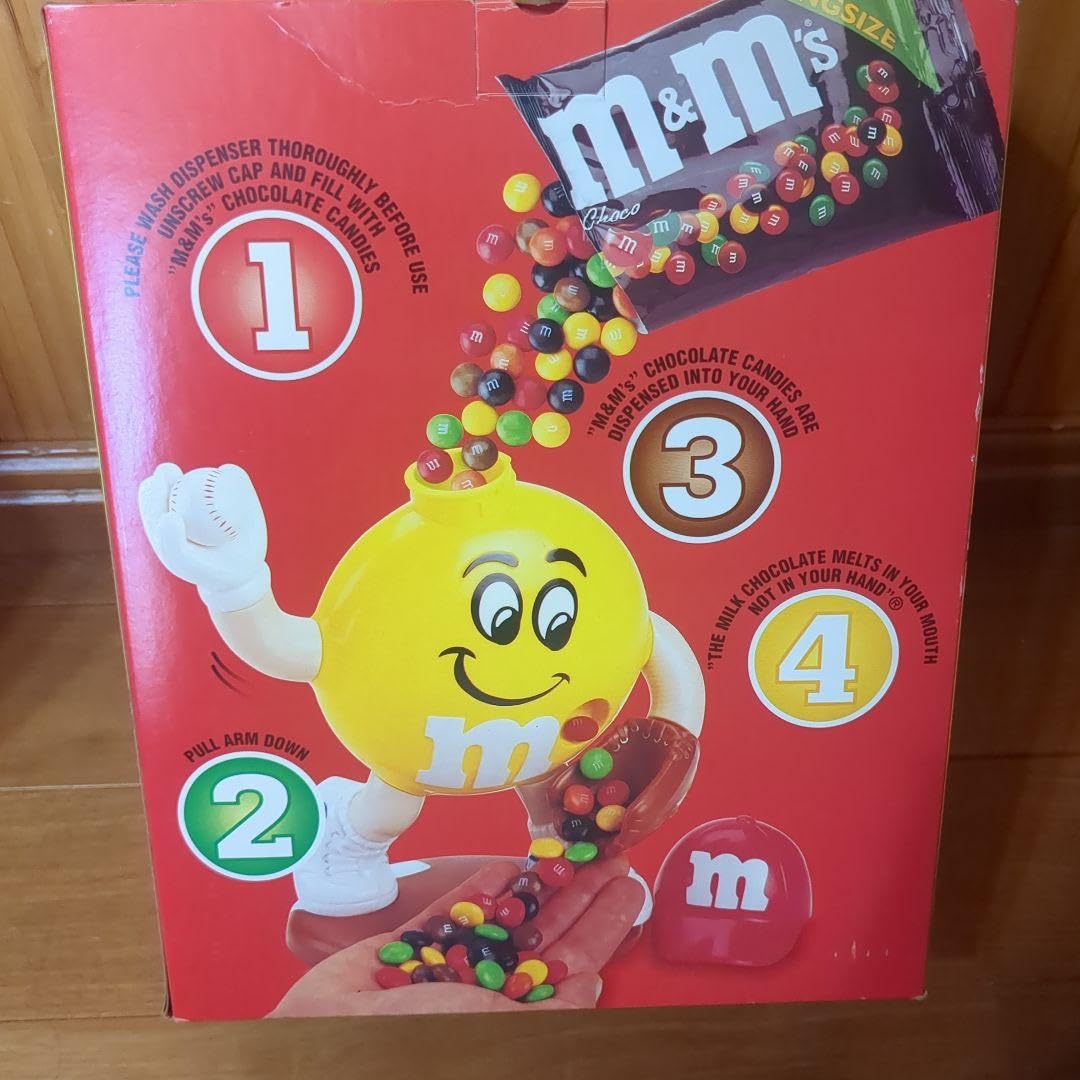 NGSIZE
m&m's®
Choco
PLEASE WASH DISPENSER THOROUGHLY BEFORE USE
UNSCREW CAP AND FILL WITH
"M&M's" CHOCOLATE CANDIES
1
"M&M's" CHOCOLATE CANDIES ARE
DISPENSED INTO YOUR HAND
3
"THE MILK CHOCOLATE MELTS IN YOUR MOUTH
NOT IN YOUR HAND"®
4
m
PULL ARM DOWN
2
m